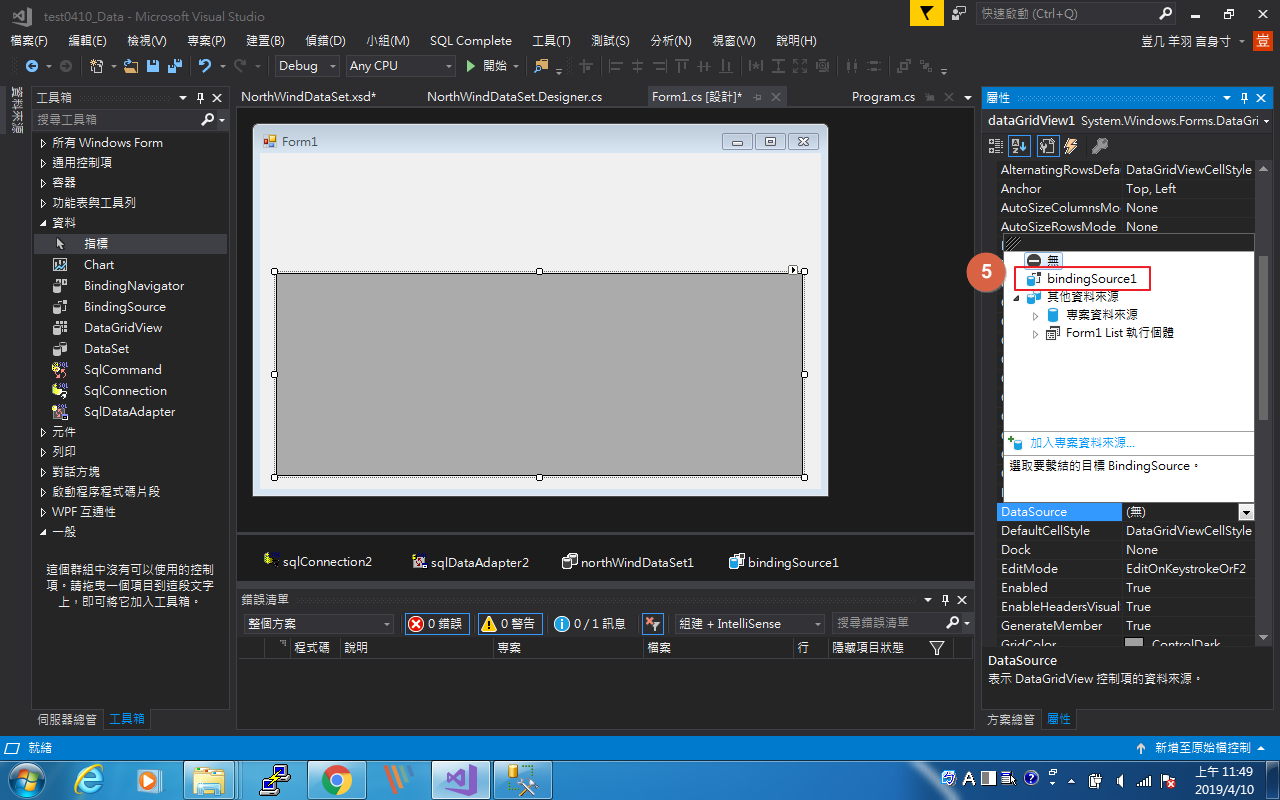 test0410_Data - Microsoft Visual Studio
快速啟動 (Ctrl+Q)
檔案(F) 編輯(E) 檢視(V) 專案(P) 建置(B) 偵錯(D) 小組(M) SQL Complete 工具(T) 測試(S) 分析(N) 視窗(W) 說明(H)
豈几 羊羽 言身寸
豈
Debug Any CPU 開始
資料來源
工具箱
搜尋工具箱
所有 Windows Form
通用控制項
容器
功能表與工具列
資料
指標
Chart
BindingNavigator
BindingSource
DataGridView
DataSet
SqlCommand
SqlConnection
SqlDataAdapter
元件
列印
對話方塊
啟動程序程式碼片段
WPF 互通性
一般
這個群組中沒有可以使用的控制
項。請拖曳一個項目到這段文字
上，即可將它加入工具箱。
伺服器總管 工具箱
NorthWindDataSet.xsd* NorthWindDataSet.Designer.cs Form1.cs [設計]* Program.cs
Form1
sqlConnection2 sqlDataAdapter2 northWindDataSet1 bindingSource1
錯誤清單
整個方案 0 錯誤 0 警告 0 / 1 訊息 組建 + IntelliSense 搜尋錯誤清單
程式碼 說明 專案 檔案 行 隱藏項目狀態
屬性
dataGridView1 System.Windows.Forms.DataGri
AlternatingRowsDefa DataGridViewCellStyle
Anchor Top, Left
AutoSizeColumnsMo None
AutoSizeRowsMode None
無
5
bindingSource1
其他資料來源
專案資料來源
Form1 List 執行個體
加入專案資料來源...
選取要繫結的目標 BindingSource。
DataSource (無)
DefaultCellStyle DataGridViewCellStyle
Dock None
EditMode EditOnKeystrokeOrF2
Enabled True
EnableHeadersVisual True
GenerateMember True
GridColor ControlDark
DataSource
表示 DataGridView 控制項的資料來源。
方案總管 屬性
就緒
新增至原始檔控制
A
上午 11:49
2019/4/10